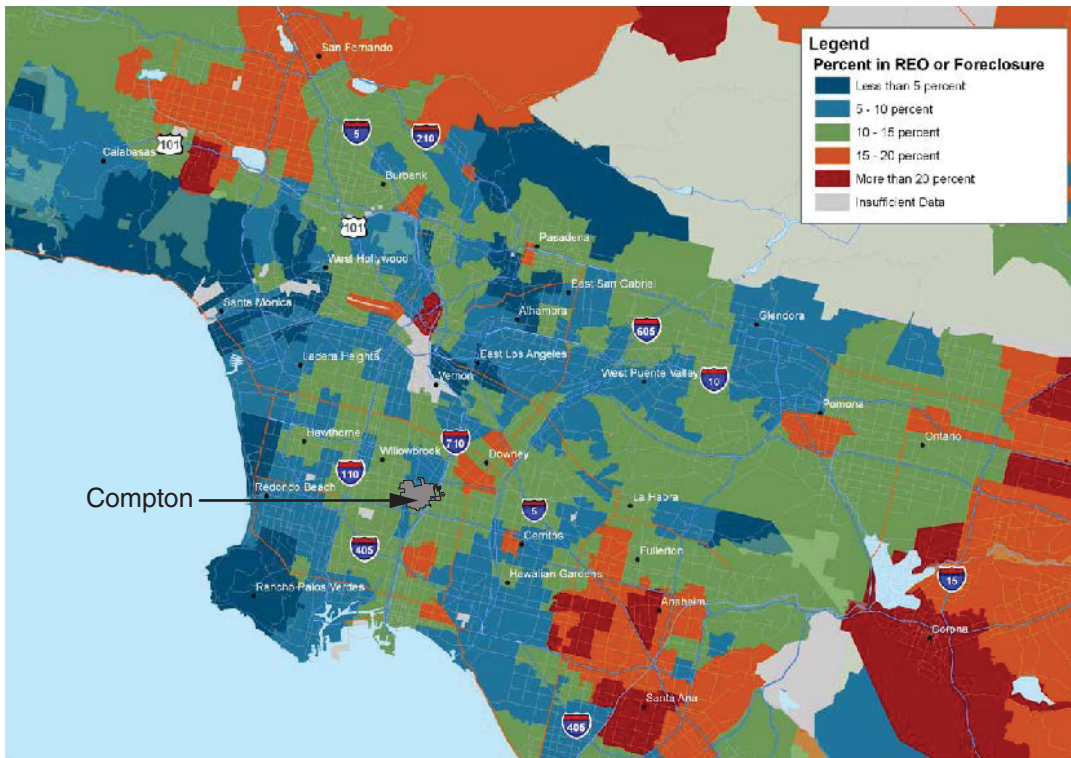 San Fernando
Legend
Percent in REO or Foreclosure
Less than 5 percent
5 - 10 percent
10 - 15 percent
15 - 20 percent
More than 20 percent
Insufficient Data
5
210
101
Calabasas
Burbank
101
Pasadena
West Hollywood
East San Gabriel
Santa Monica
Alhambra
Glendora
605
Ladera Heights
East Los Angeles
West Puente Valley
10
Vernon
Pomona
Hawthorne
710
Ontario
Willowbrook
Downey
110
Compton
Redondo Beach
La Habra
5
405
Cerritos
Fullerton
Hawaiian Gardens
15
Rancho Palos Verdes
Anaheim
Corona
Santa Ana
405